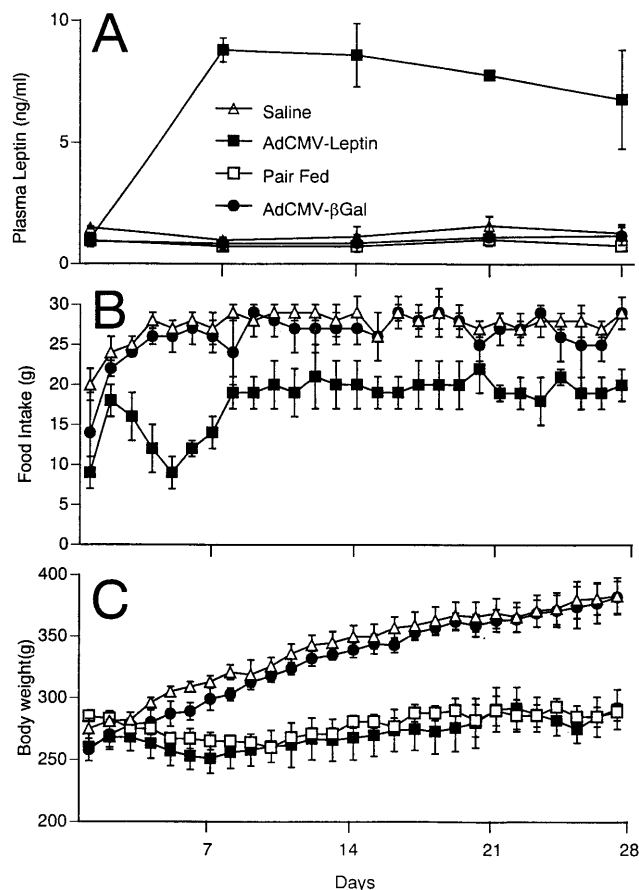 A
10
5
0
Plasma Leptin (ng/ml)
Saline
AdCMV-Leptin
Pair Fed
AdCMV-βGal
B
30
25
20
15
10
5
0
Food Intake (g)
C
400
350
300
250
200
Body weight(g)
7
14
21
28
Days